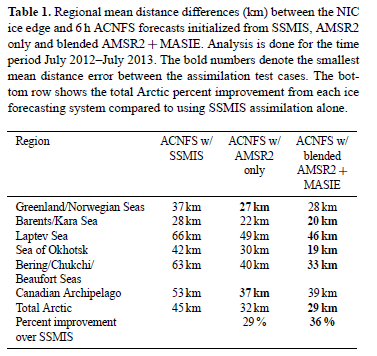 Table 1. Regional mean distance differences (km) between the NIC
ice edge and 6 h ACNFS forecasts initialized from SSMIS, AMSR2
only and blended AMSR2 + MASIE. Analysis is done for the time
period July 2012–July 2013. The bold numbers denote the smallest
mean distance error between the assimilation test cases. The bot-
tom row shows the total Arctic percent improvement from each ice
forecasting system compared to using SSMIS assimilation alone.
Region ACNFS w/ ACNFS w/ ACNFS w/
SSMIS AMSR2 blended
only AMSR2 +
MASIE
Greenland/Norwegian Seas 37 km 27 km 28 km
Barents/Kara Sea 28 km 22 km 20 km
Laptev Sea 66 km 49 km 46 km
Sea of Okhotsk 42 km 30 km 19 km
Bering/Chukchi/ 63 km 40 km 33 km
Beaufort Seas
Canadian Archipelago 53 km 37 km 39 km
Total Arctic 45 km 32 km 29 km
Percent improvement 29 % 36 %
over SSMIS